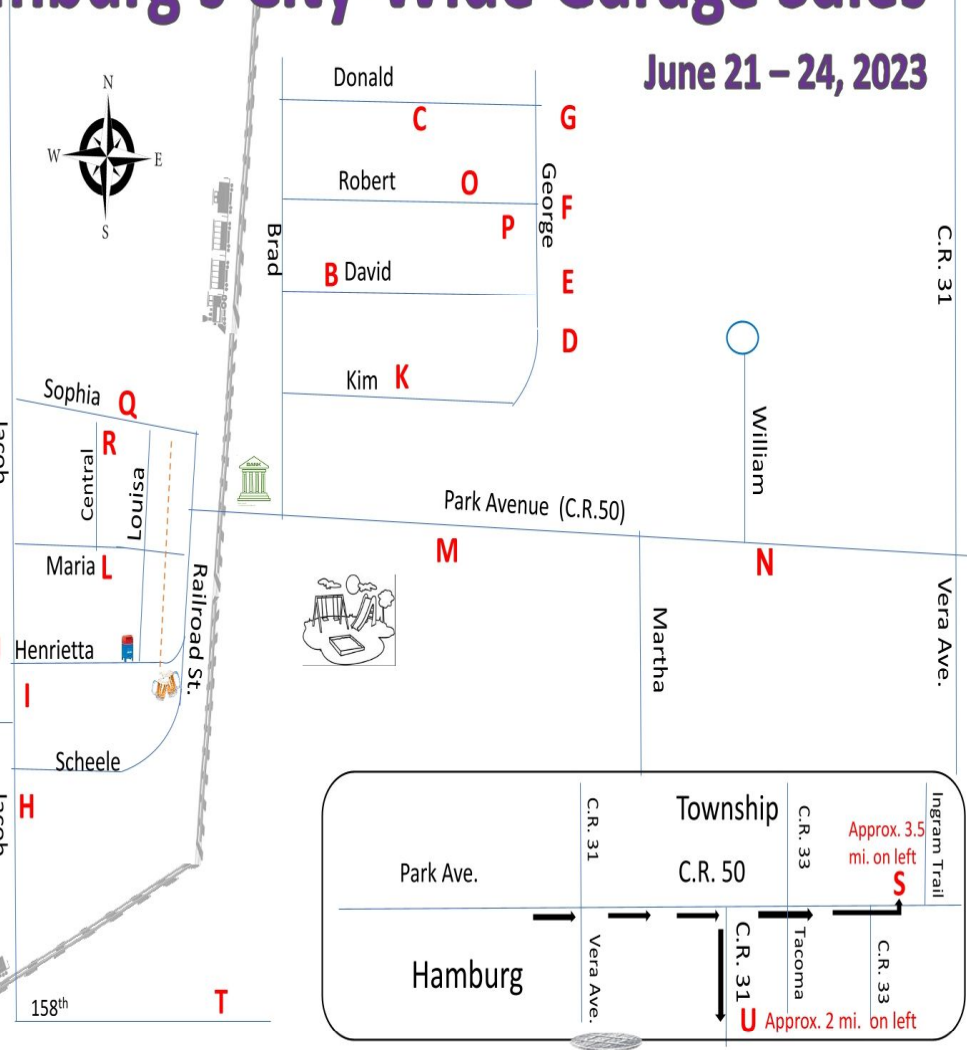 June 21 – 24, 2023
N
W
E
S
Donald
C
G
Robert
O
George
F
P
Brad
B David
E
D
Kim K
C.R. 31
William
Sophia Q
R
Central
Louisa
Park Avenue (C.R.50)
M
N
Maria L
Railroad St.
Henrietta
I
Martha
Vera Ave.
Scheele
H
158th
T
C.R. 31
Township
C.R. 33
Ingram Trail
Approx. 3.5
mi. on left
Park Ave.
C.R. 50
S
Hamburg
Vera Ave.
C.R. 31
Tacoma
C.R. 33
U Approx. 2 mi. on left